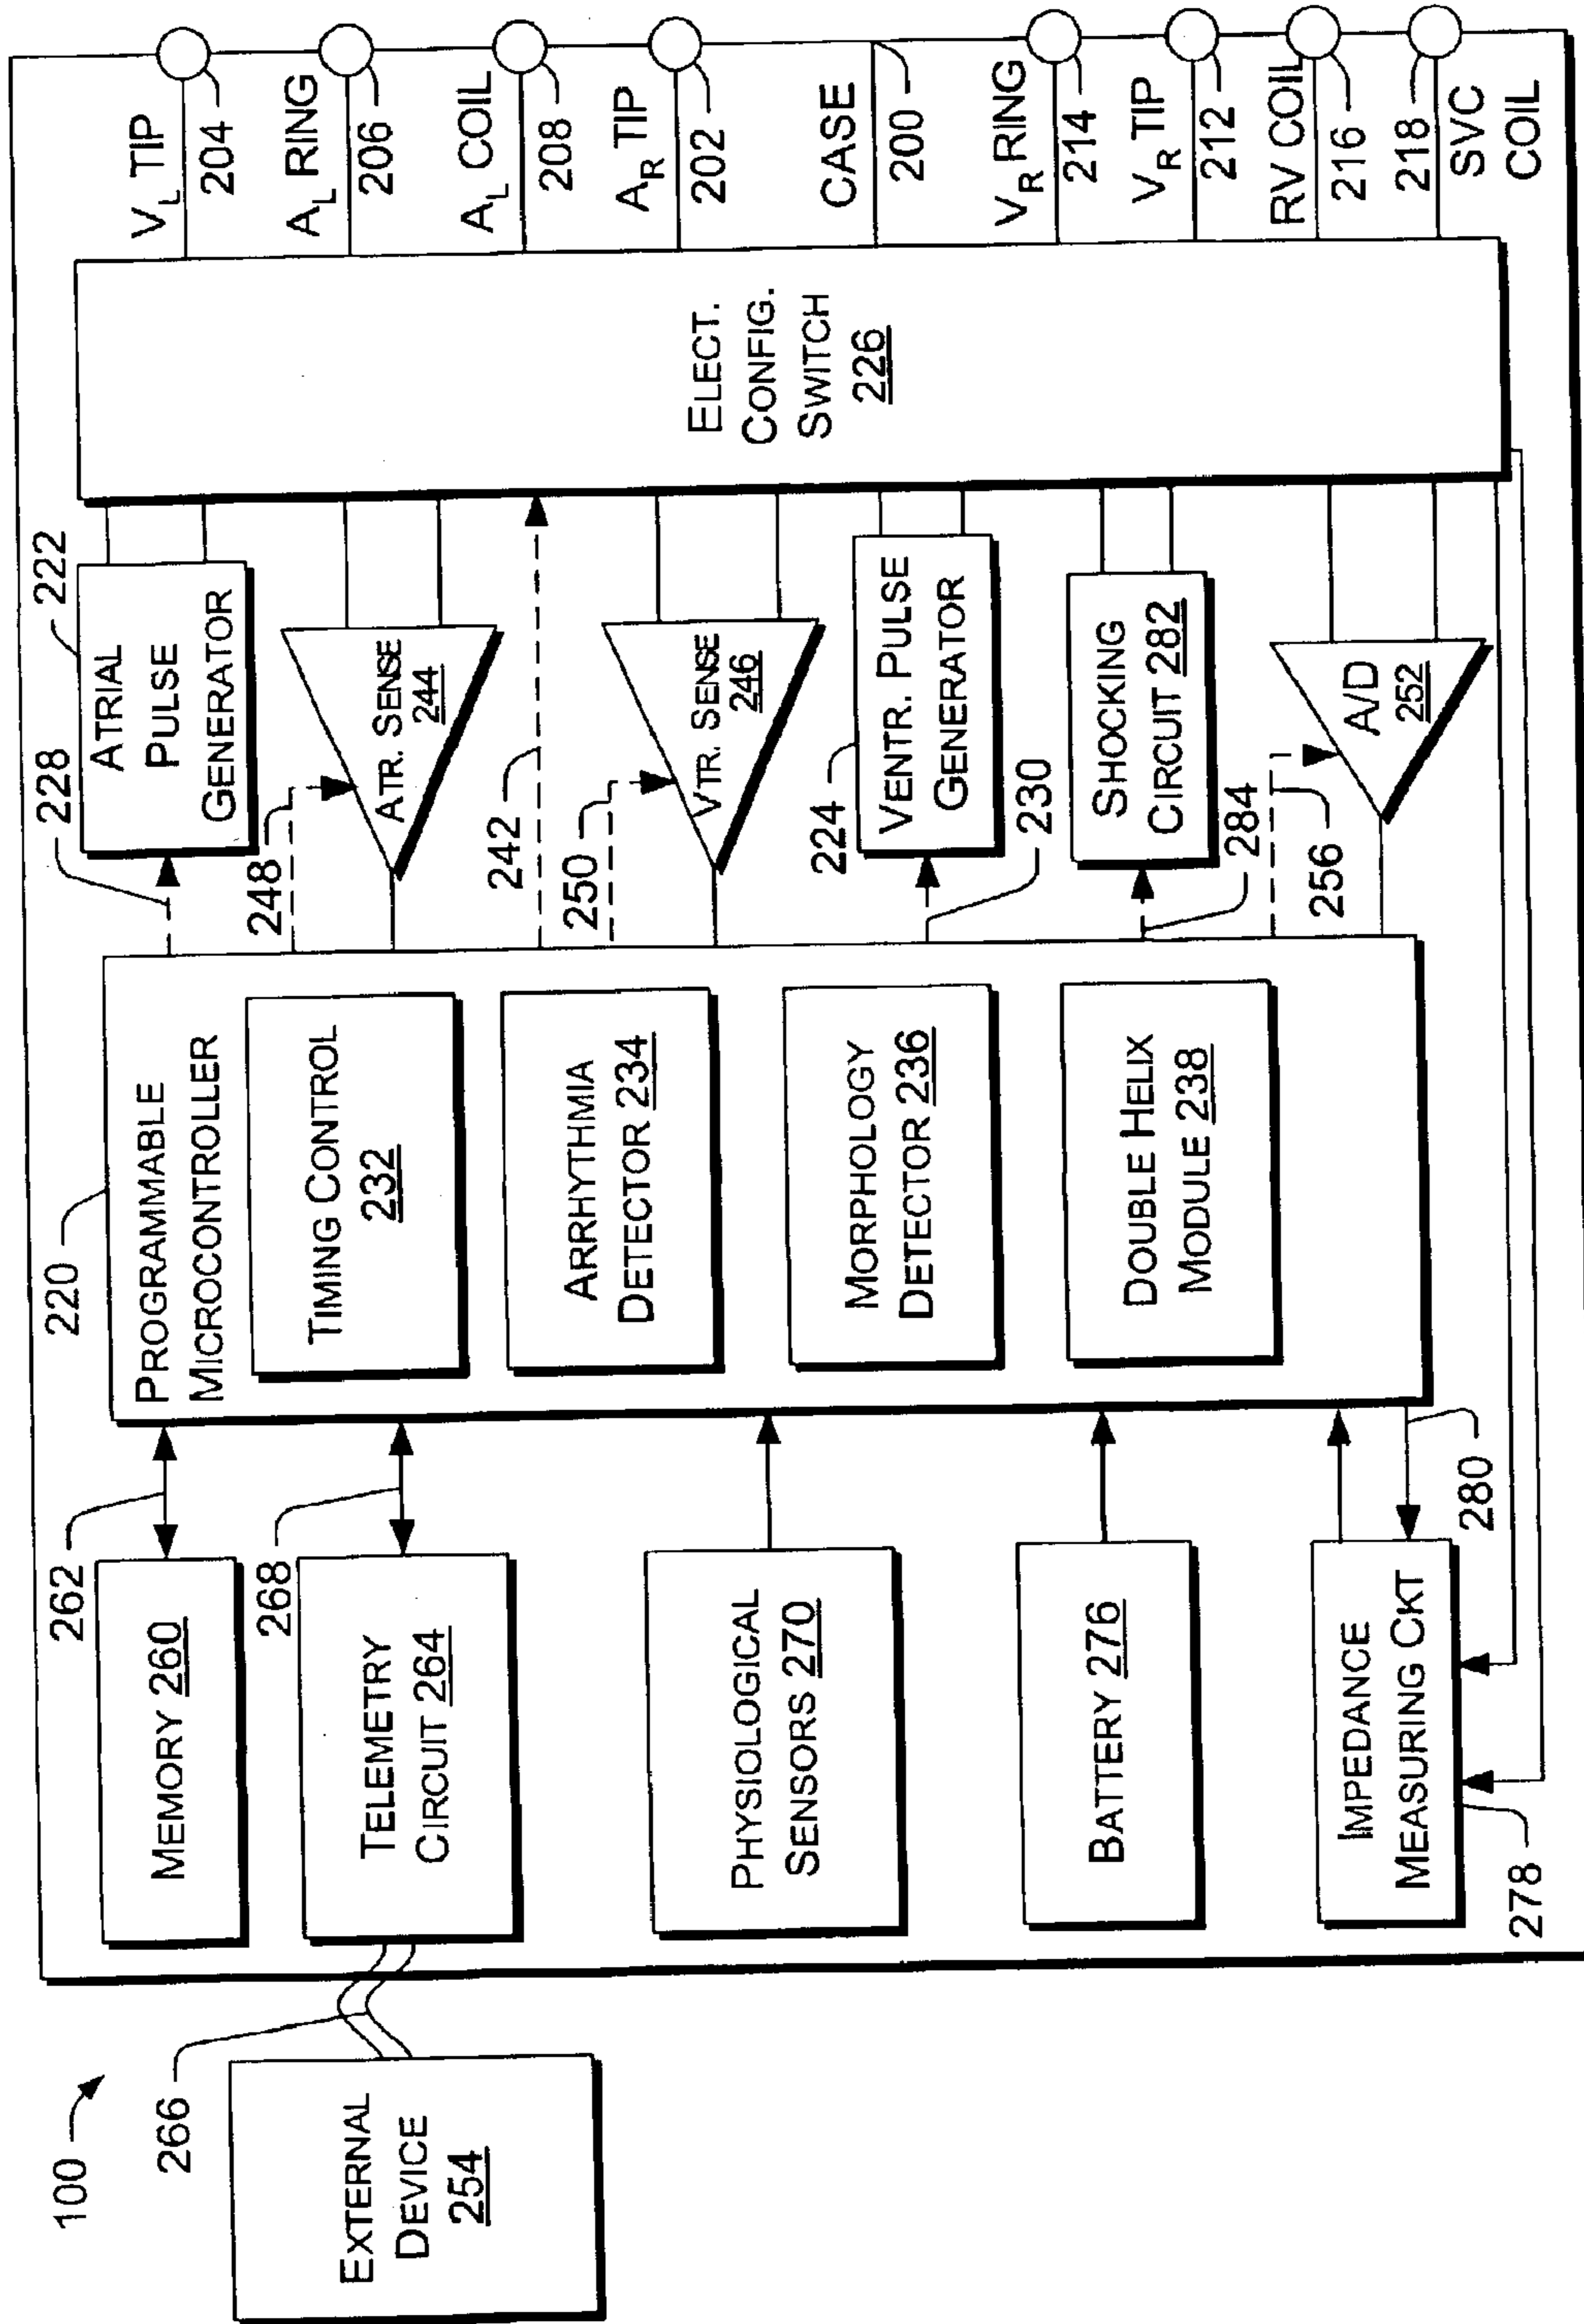 100
EXTERNAL
DEVICE
254
266
MEMORY 260
262
TELEMETRY
CIRCUIT 264
268
PHYSIOLOGICAL
SENSORS 270
BATTERY 276
IMPEDANCE
MEASURING CKT
278
280
220
PROGRAMMABLE
MICROCONTROLLER
TIMING CONTROL
232
ARRHYTHMIA
DETECTOR 234
MORPHOLOGY
DETECTOR 236
DOUBLE HELIX
MODULE 238
228
222
ATRIAL
PULSE
GENERATOR
248
ATR. SENSE
244
242
250
VTR. SENSE
246
224
VENTR. PULSE
GENERATOR
230
SHOCKING
CIRCUIT 282
284
A/D
252
256
ELECT.
CONFIG.
SWITCH
226
VL TIP
204
AL RING
206
AL COIL
208
AR TIP
202
CASE
200
VR RING
214
VR TIP
212
RV COIL
216
218
SVC
COIL